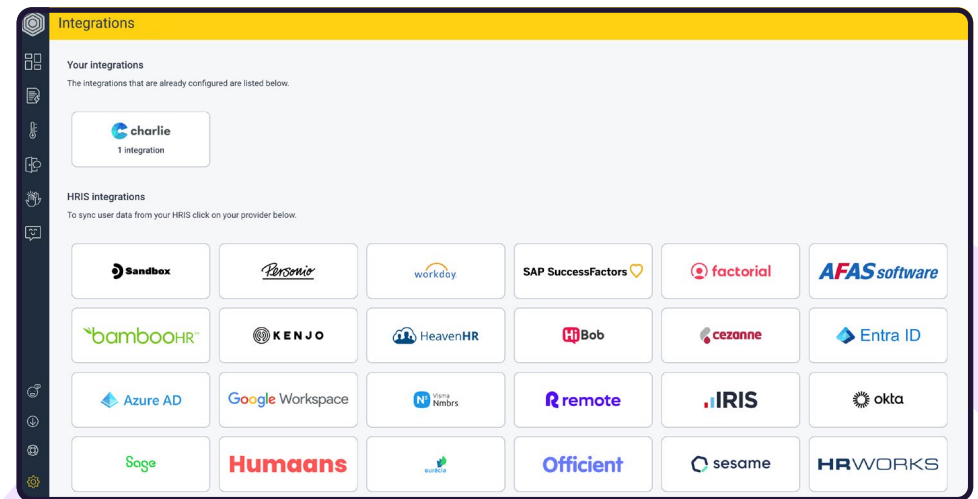 Integrations
Your integrations
The integrations that are already configured are listed below.
charlie
1 integration
HRIS integrations
To sync user data from your HRIS click on your provider below.
Sandbox
Personio
workday
SAP SuccessFactors
factorial
AFAS software
bambooHR™
KENJO
HeavenHR
HiBob
cezanne
Entra ID
Azure AD
Google Workspace
Visma
Nmbrs
remote
IRIS
okta
Sage
Humaans
eurécia
Officient
sesame
HRWORKS